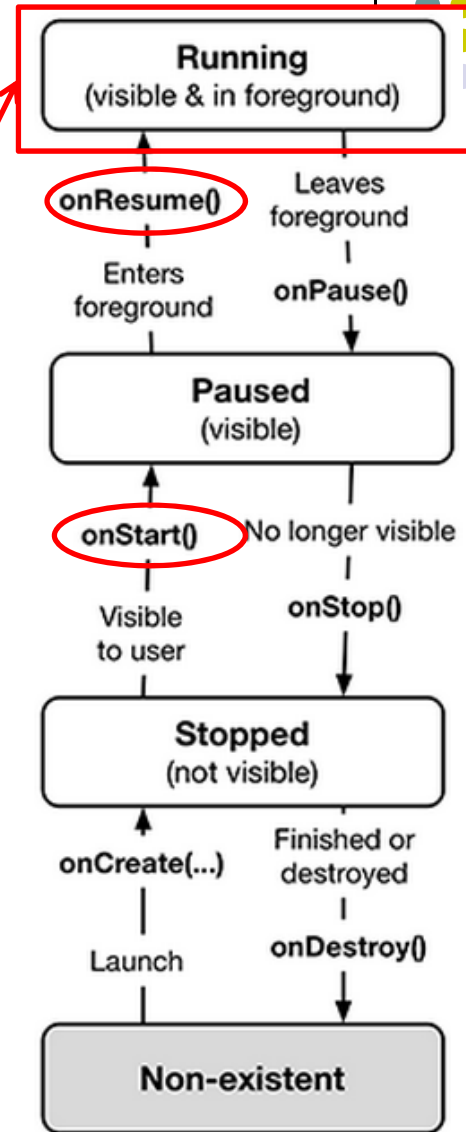 Running
(visible & in foreground)
onResume()
Enters
foreground
Leaves
foreground
onPause()
Paused
(visible)
onStart()
Visible
to user
No longer visible
onStop()
Stopped
(not visible)
onCreate(...)
Launch
Finished or
destroyed
onDestroy()
Non-existent